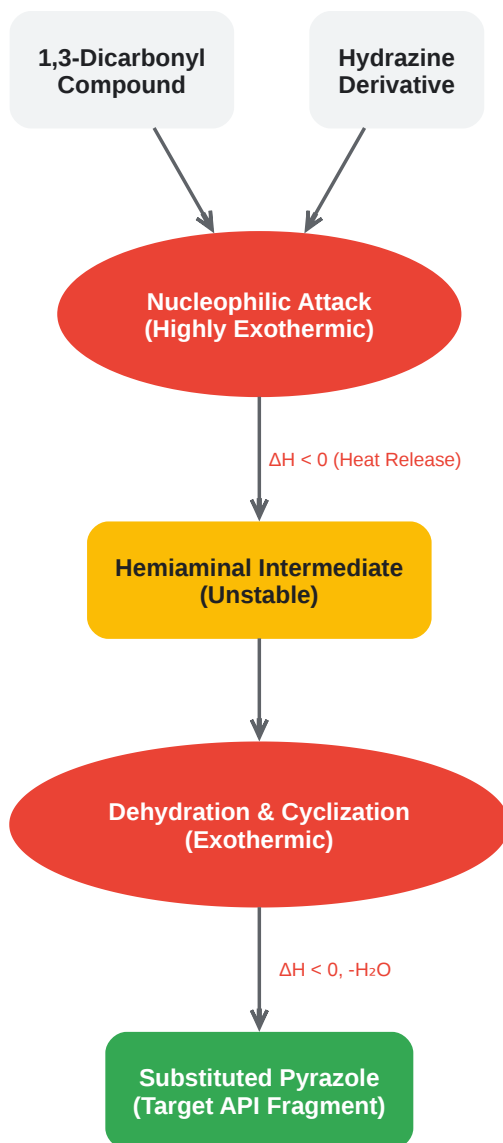 1,3-Dicarbonyl
Compound
Hydrazine
Derivative
Nucleophilic Attack
(Highly Exothermic)
ΔH < 0 (Heat Release)
Hemiaminal Intermediate
(Unstable)
Dehydration & Cyclization
(Exothermic)
ΔH < 0, -H₂O
Substituted Pyrazole
(Target API Fragment)